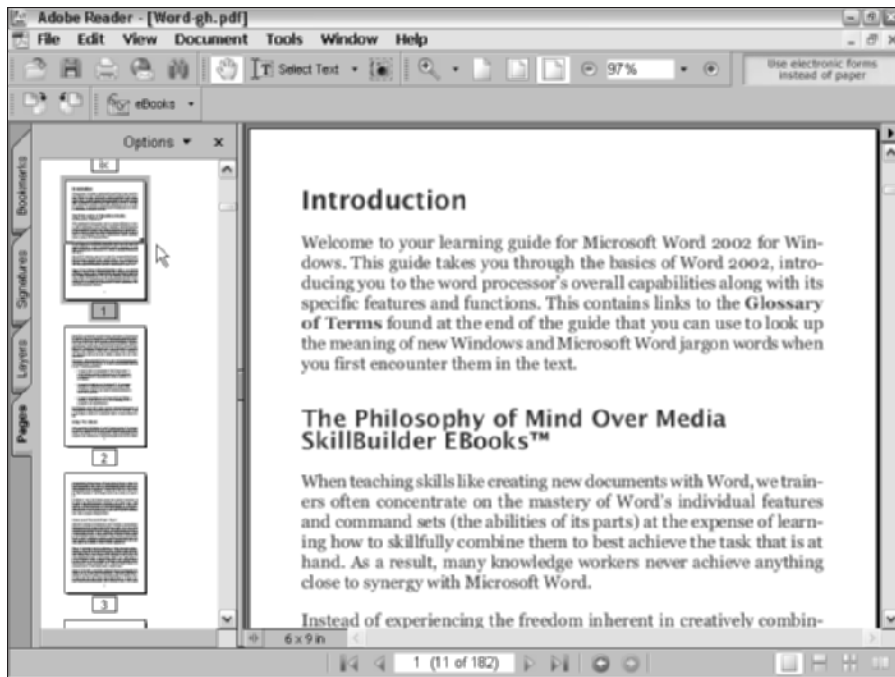 Adobe Reader - [Word-gh.pdf]
File Edit View Document Tools Window Help
Select Text 97% Use electronic forms
instead of paper
eBooks
Options x
Bookmarks
Signatures
Layers
Pages
ix
1
2
3
Introduction
Welcome to your learning guide for Microsoft Word 2002 for Win-
dows. This guide takes you through the basics of Word 2002, intro-
ducing you to the word processor's overall capabilities along with its
specific features and functions. This contains links to the Glossary
of Terms found at the end of the guide that you can use to look up
the meaning of new Windows and Microsoft Word jargon words when
you first encounter them in the text.
The Philosophy of Mind Over Media
SkillBuilder EBooks™
When teaching skills like creating new documents with Word, we train-
ers often concentrate on the mastery of Word's individual features
and command sets (the abilities of its parts) at the expense of learn-
ing how to skillfully combine them to best achieve the task that is at
hand. As a result, many knowledge workers never achieve anything
close to synergy with Microsoft Word.
Instead of experiencing the freedom inherent in creatively combin-
6 x 9 in
1 (11 of 182)